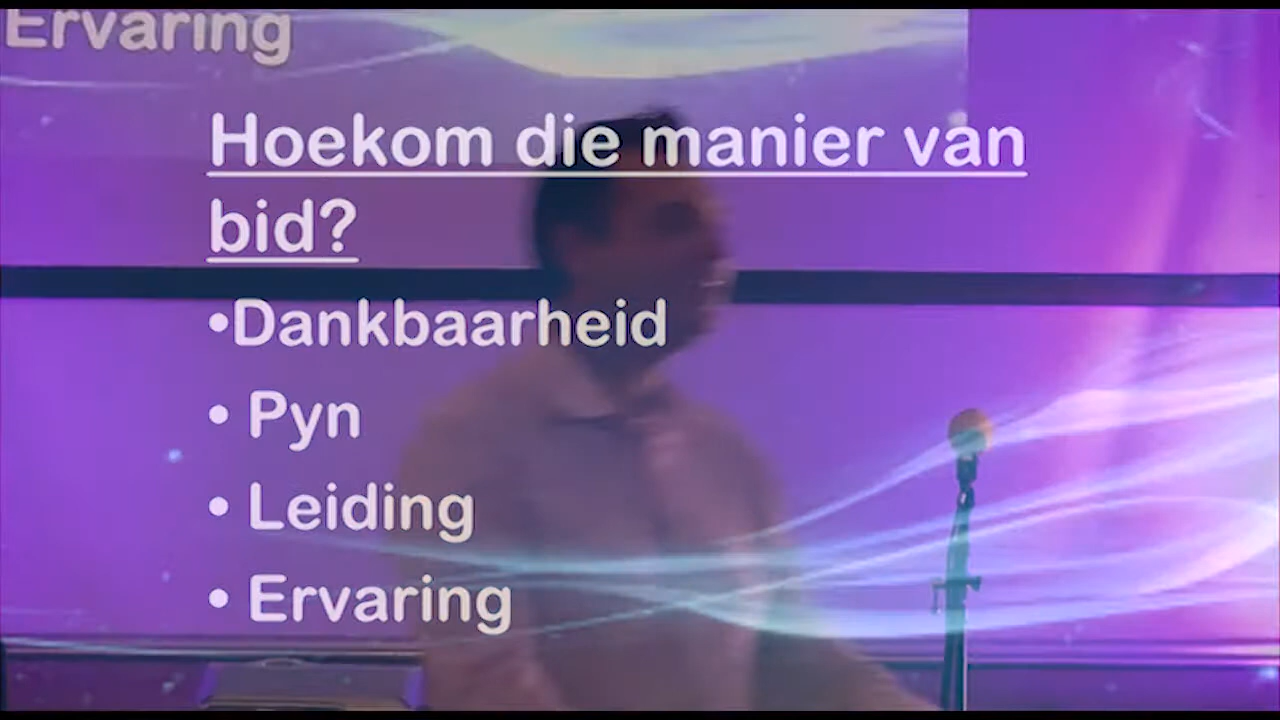 Ervaring
Hoekom die manier van
bid?
•Dankbaarheid
• Pyn
• Leiding
• Ervaring